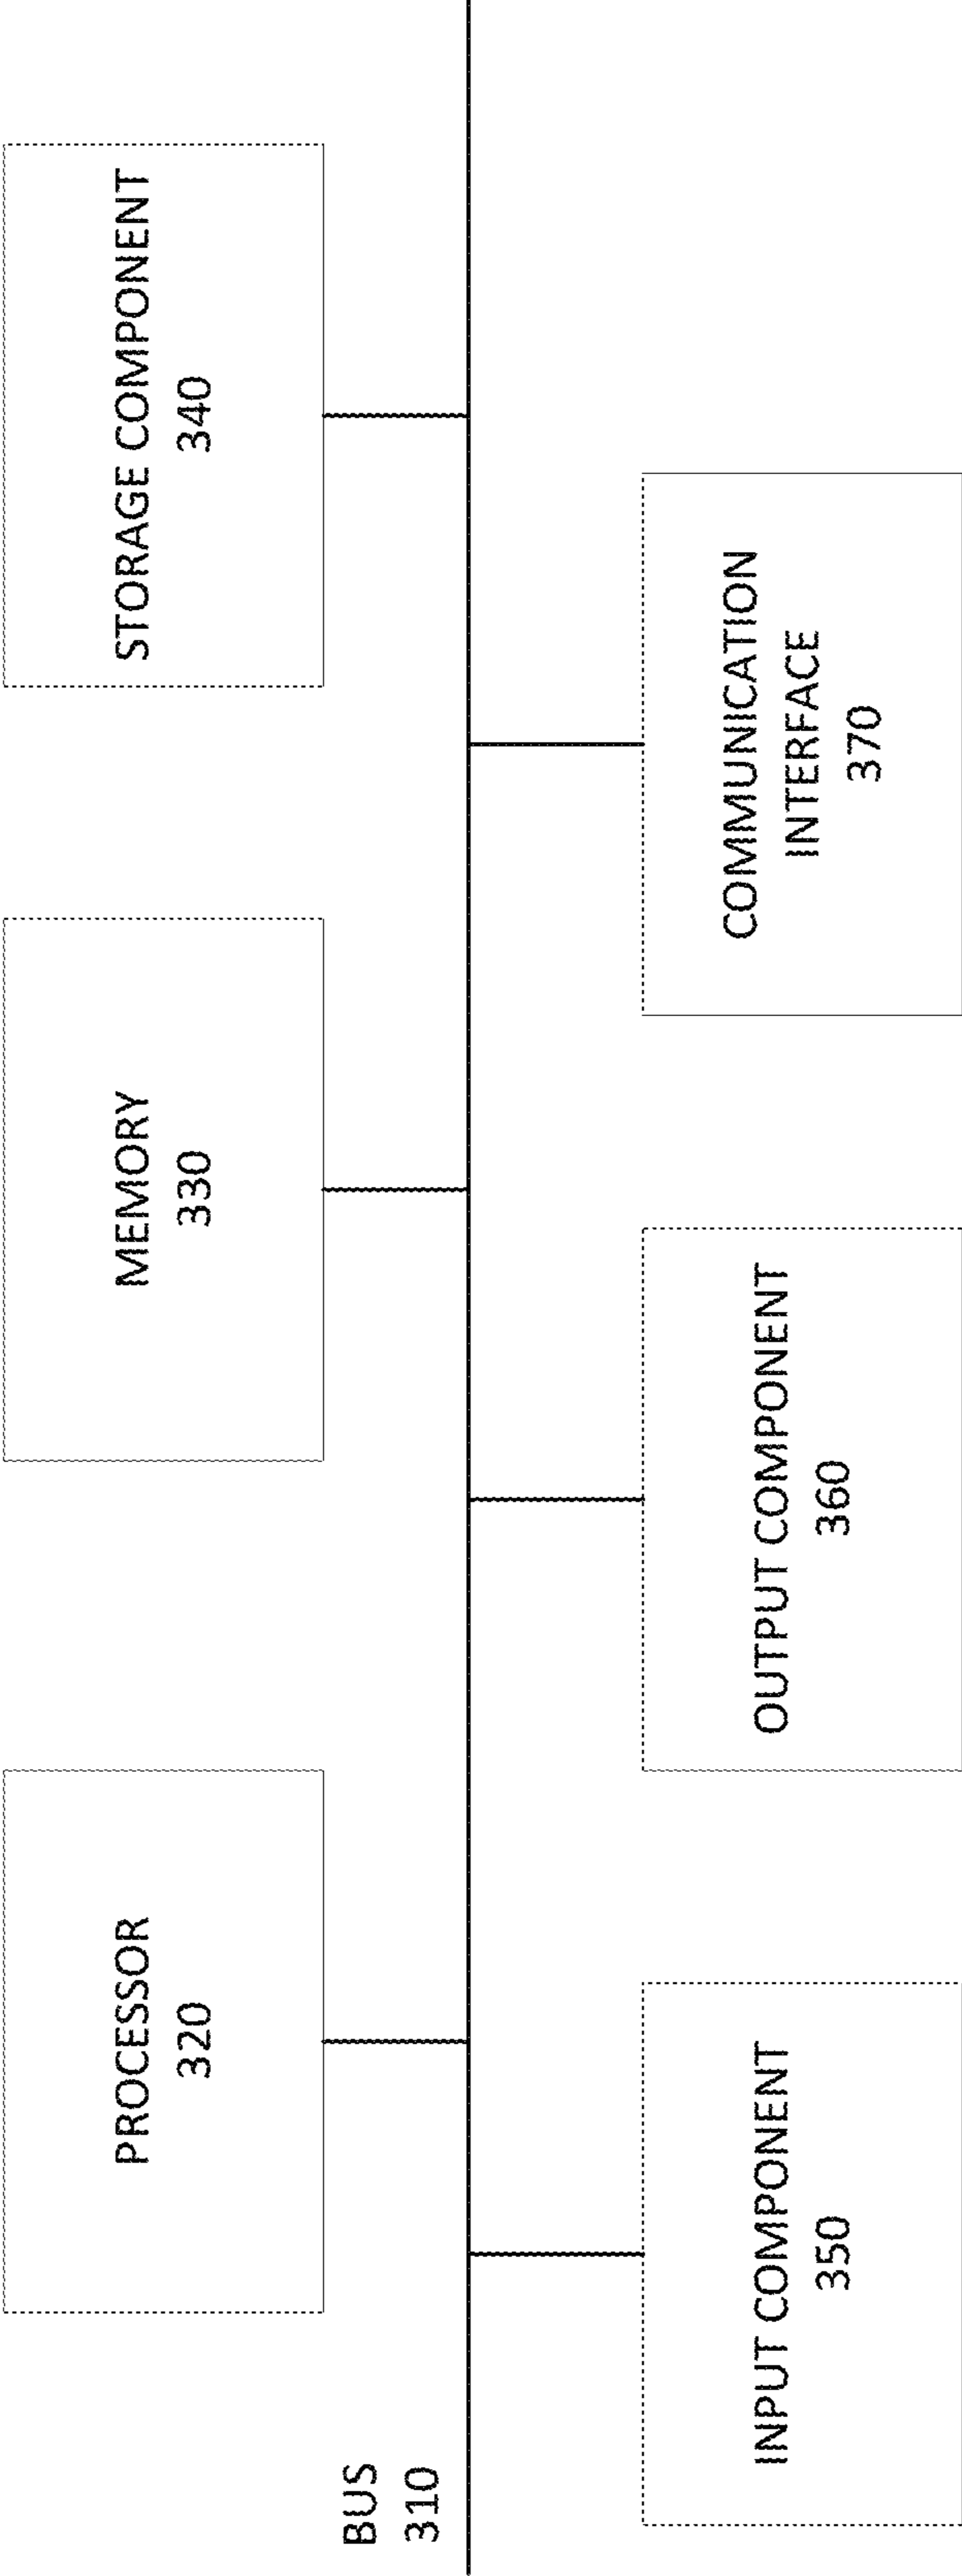 PROCESSOR
320
MEMORY
330
STORAGE COMPONENT
340
BUS
310
INPUT COMPONENT
350
OUTPUT COMPONENT
360
COMMUNICATION
INTERFACE
370